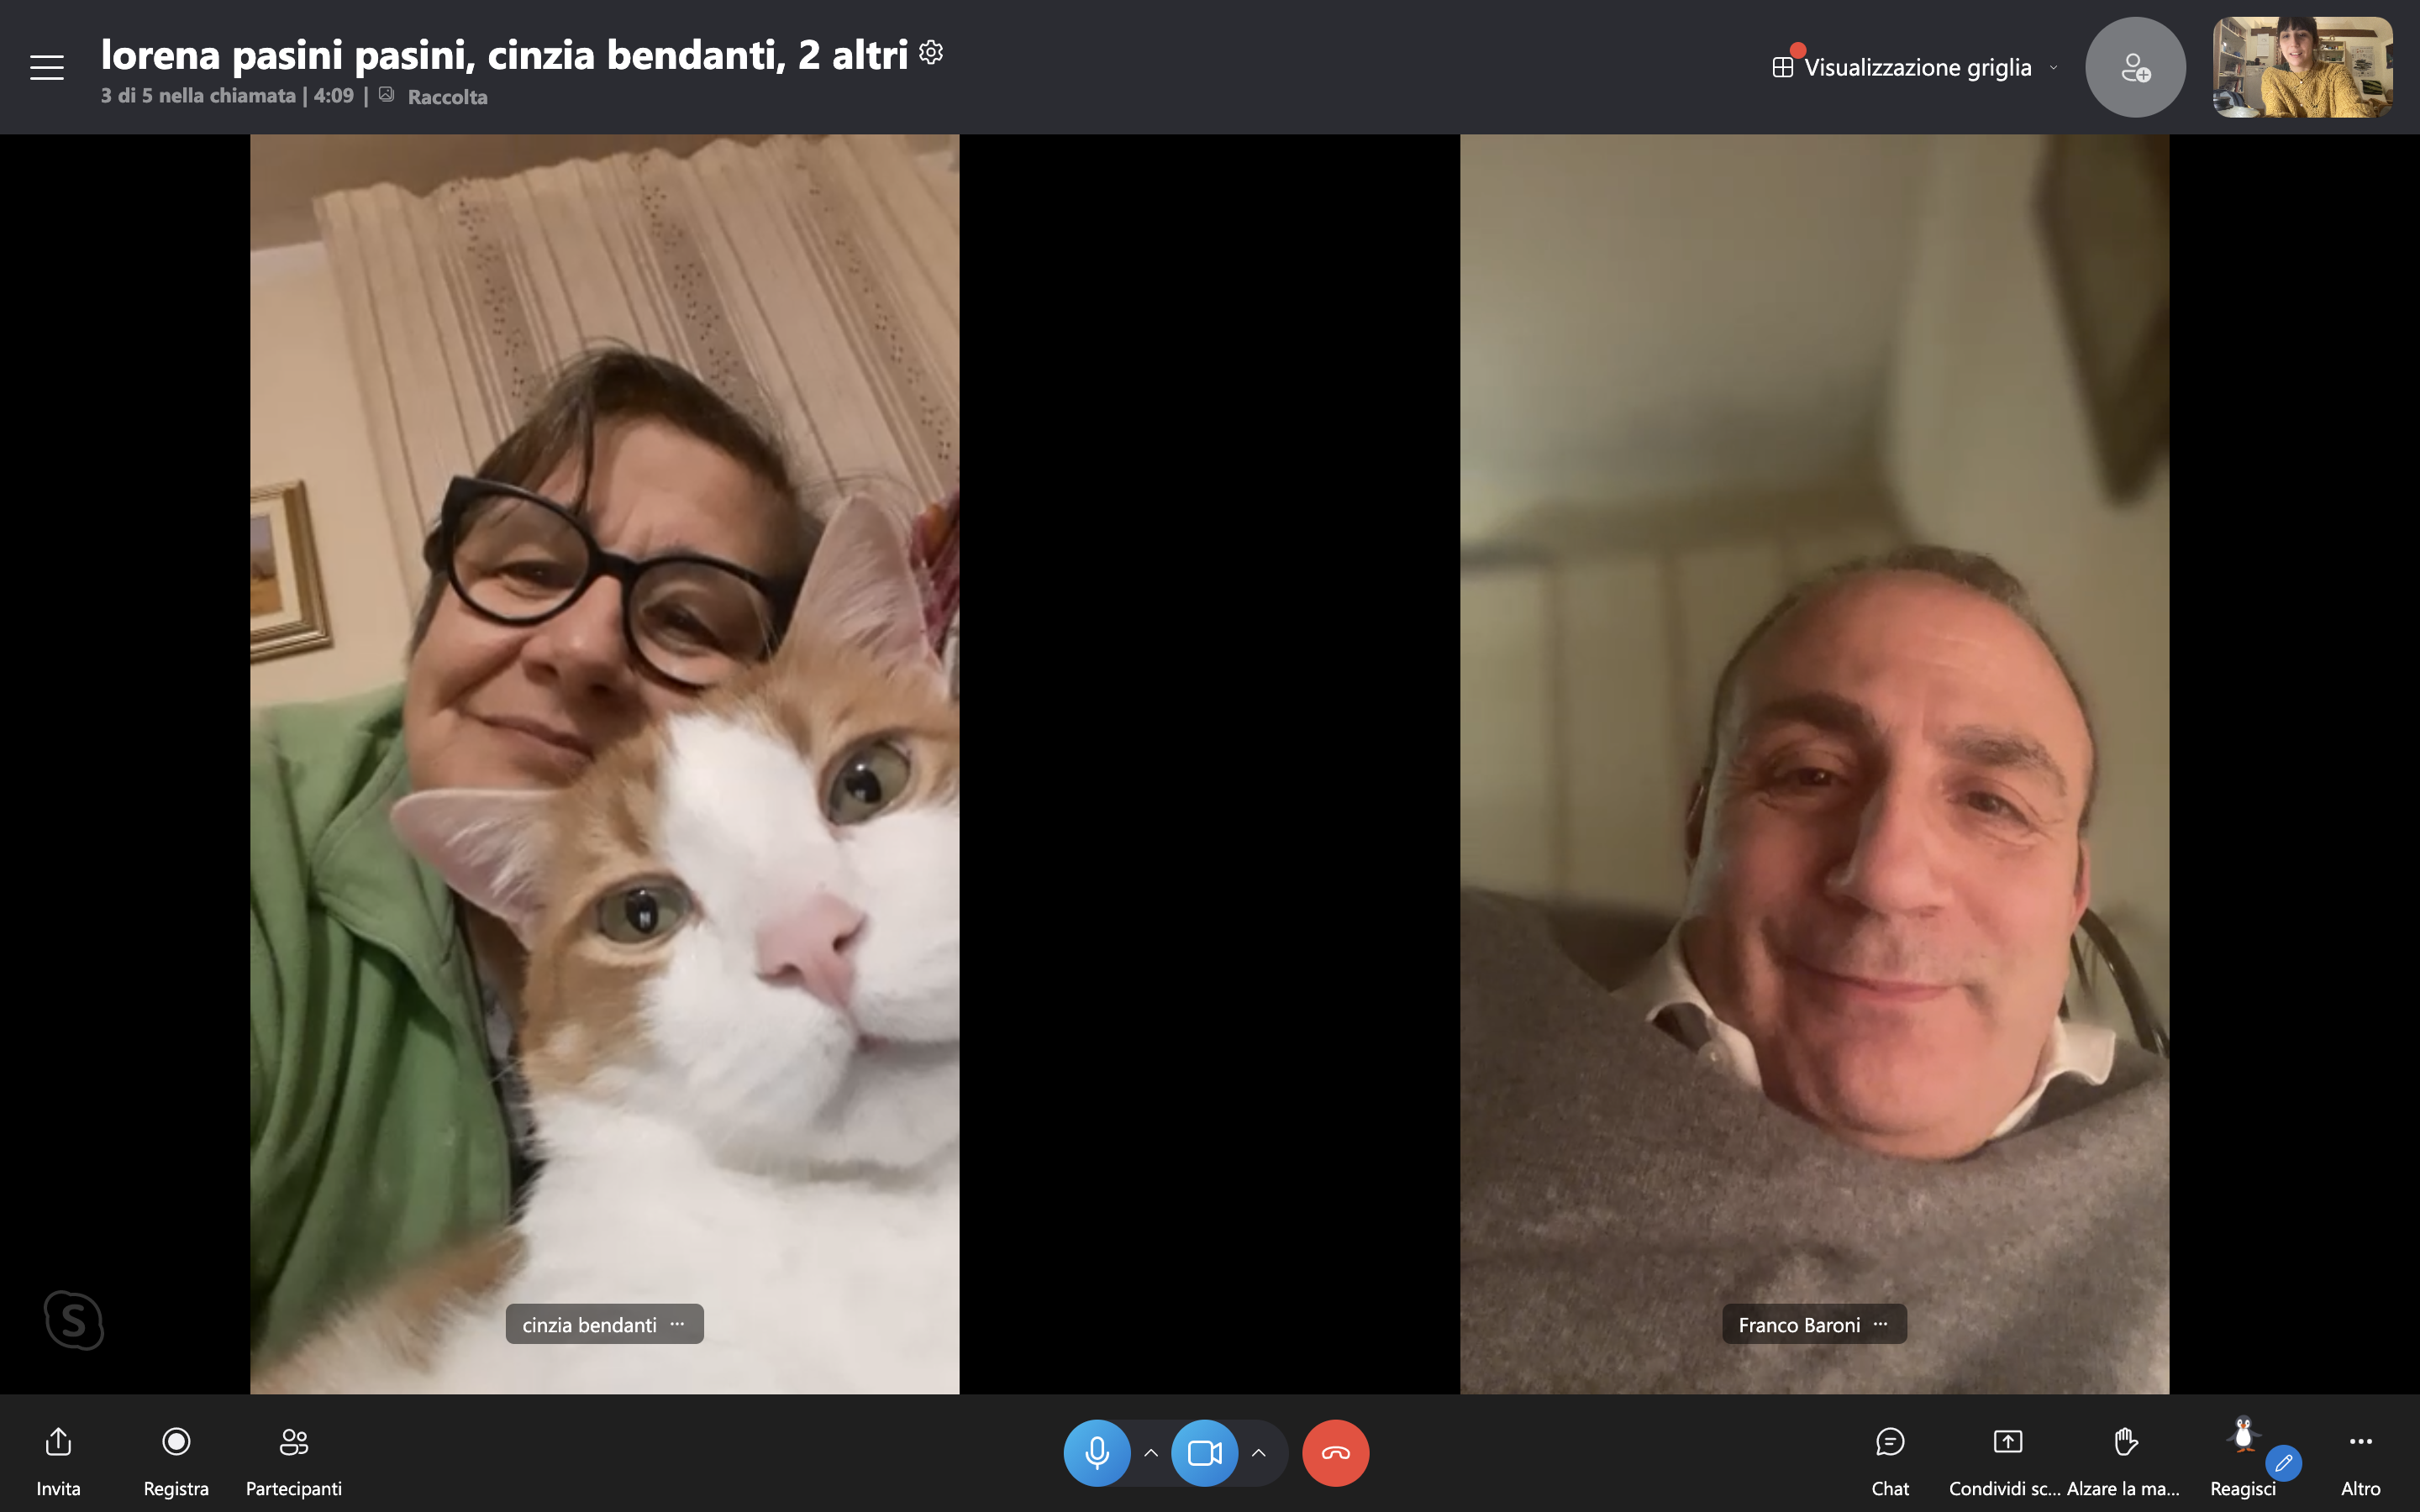 lorena pasini pasini, cinzia bendanti, 2 altri
3 di 5 nella chiamata | 4:09 | Raccolta
Visualizzazione griglia
cinzia bendanti ...
Franco Baroni ...
S
Invita
Registra
Partecipanti
Chat
Condividi sc...
Alzare la ma...
Reagisci
Altro